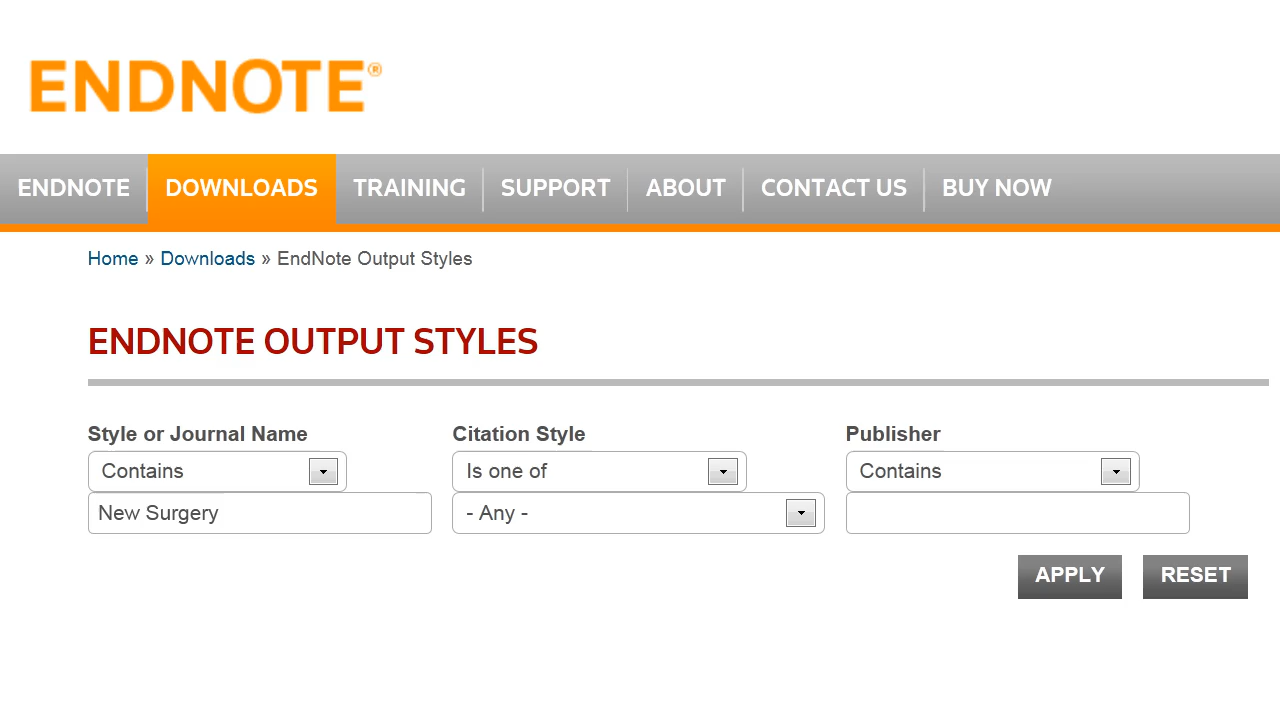 ENDNOTE®
ENDNOTE DOWNLOADS TRAINING SUPPORT ABOUT CONTACT US BUY NOW
Home » Downloads » EndNote Output Styles
ENDNOTE OUTPUT STYLES
Style or Journal Name Citation Style Publisher
Contains Is one of Contains
New Surgery - Any -
APPLY RESET